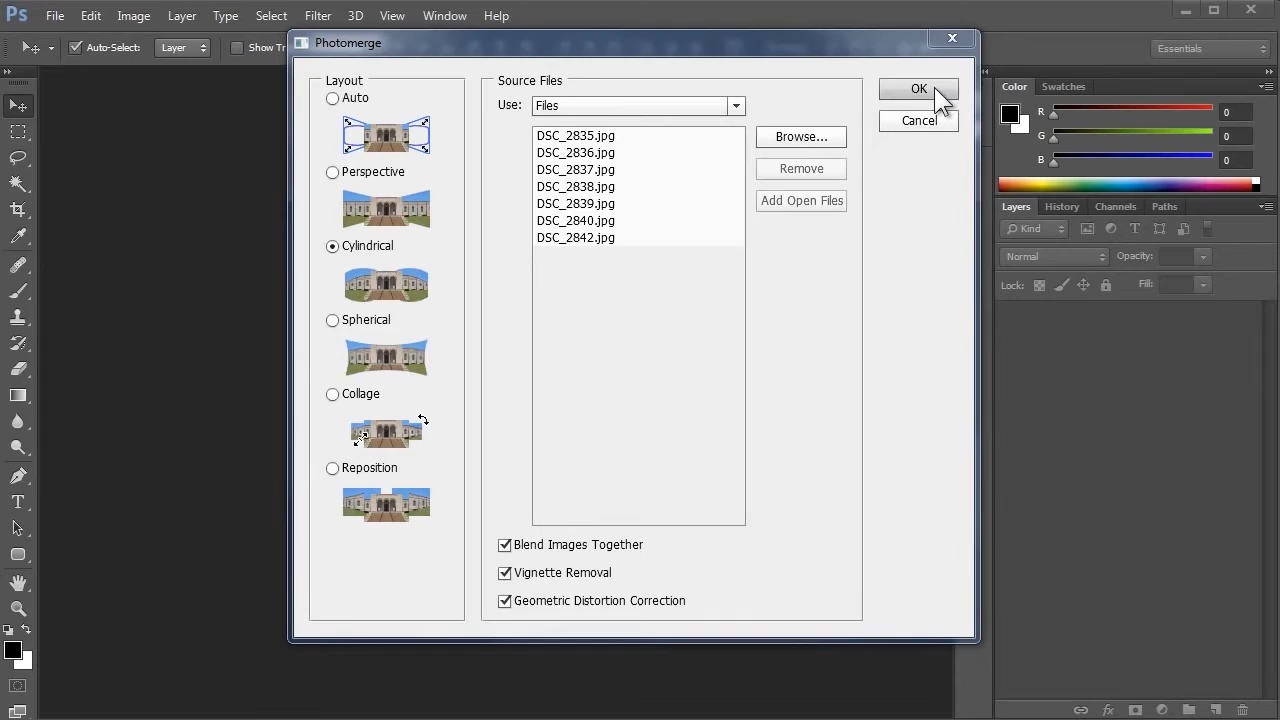 Ps File Edit Image Layer Type Select Filter 3D View Window Help
Auto-Select: Layer Show Tr Essentials
Photomerge
Layout
Auto
Perspective
Cylindrical
Spherical
Collage
Reposition
Source Files
Use: Files
DSC_2835.jpg
DSC_2836.jpg
DSC_2837.jpg
DSC_2838.jpg
DSC_2839.jpg
DSC_2840.jpg
DSC_2842.jpg
Browse...
Remove
Add Open Files
Blend Images Together
Vignette Removal
Geometric Distortion Correction
OK
Cancel
Color Swatches
R 0
G 0
B 0
Layers History Channels Paths
Kind
Normal Opacity:
Lock: Fill: